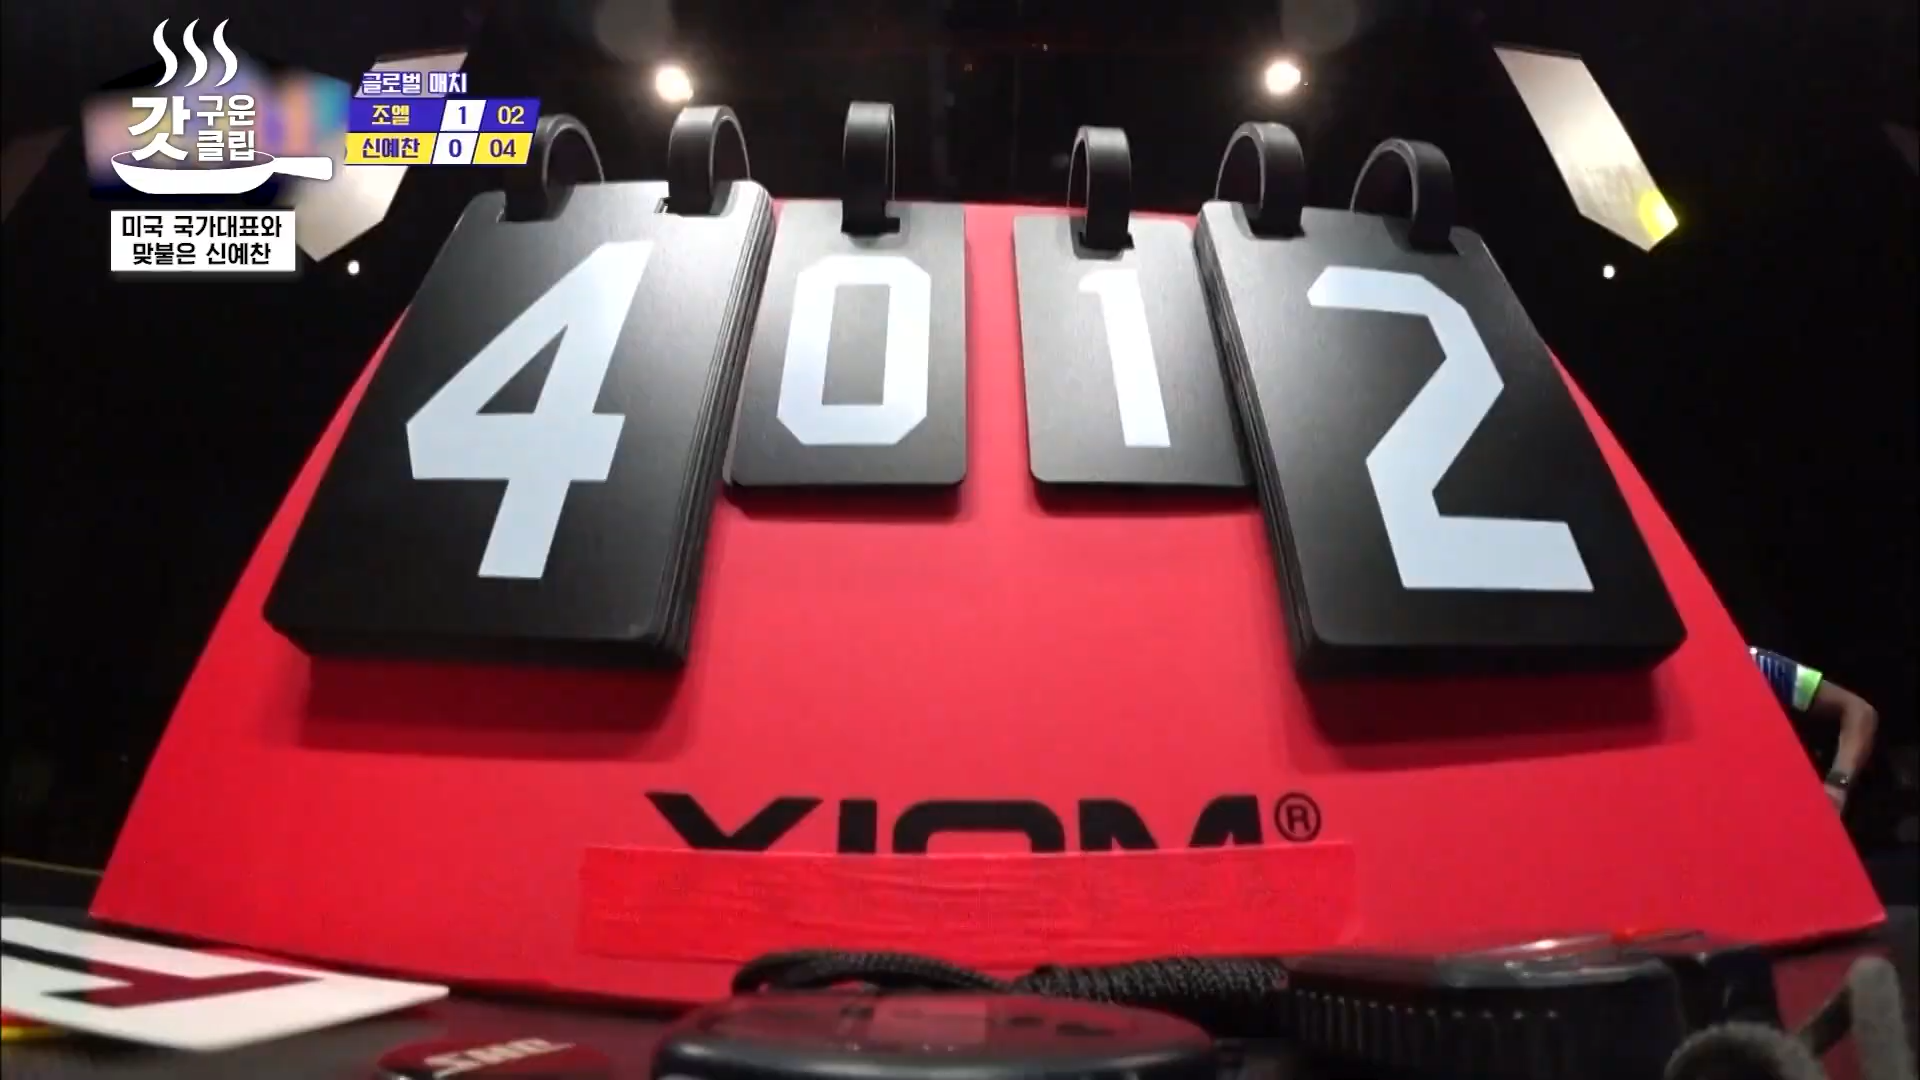 갓구운
클립
글로벌 매치
조엘 1 02
신예찬 0 04
미국 국가대표와
맞붙은 신예찬
4 0 1 2
XIOM®